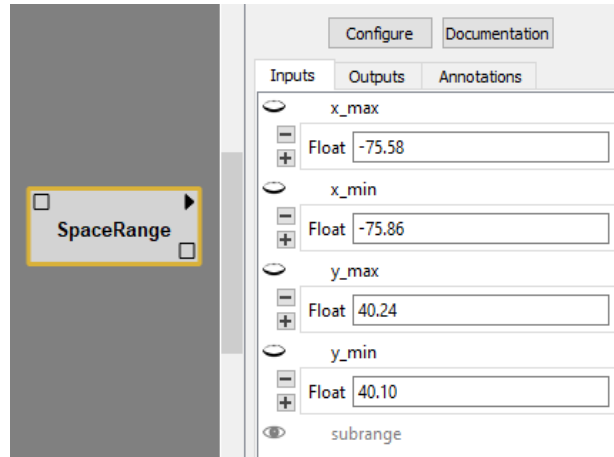 Configure Documentation
Inputs Outputs Annotations
x_max
Float -75.58
x_min
Float -75.86
SpaceRange
y_max
Float 40.24
y_min
Float 40.10
subrange